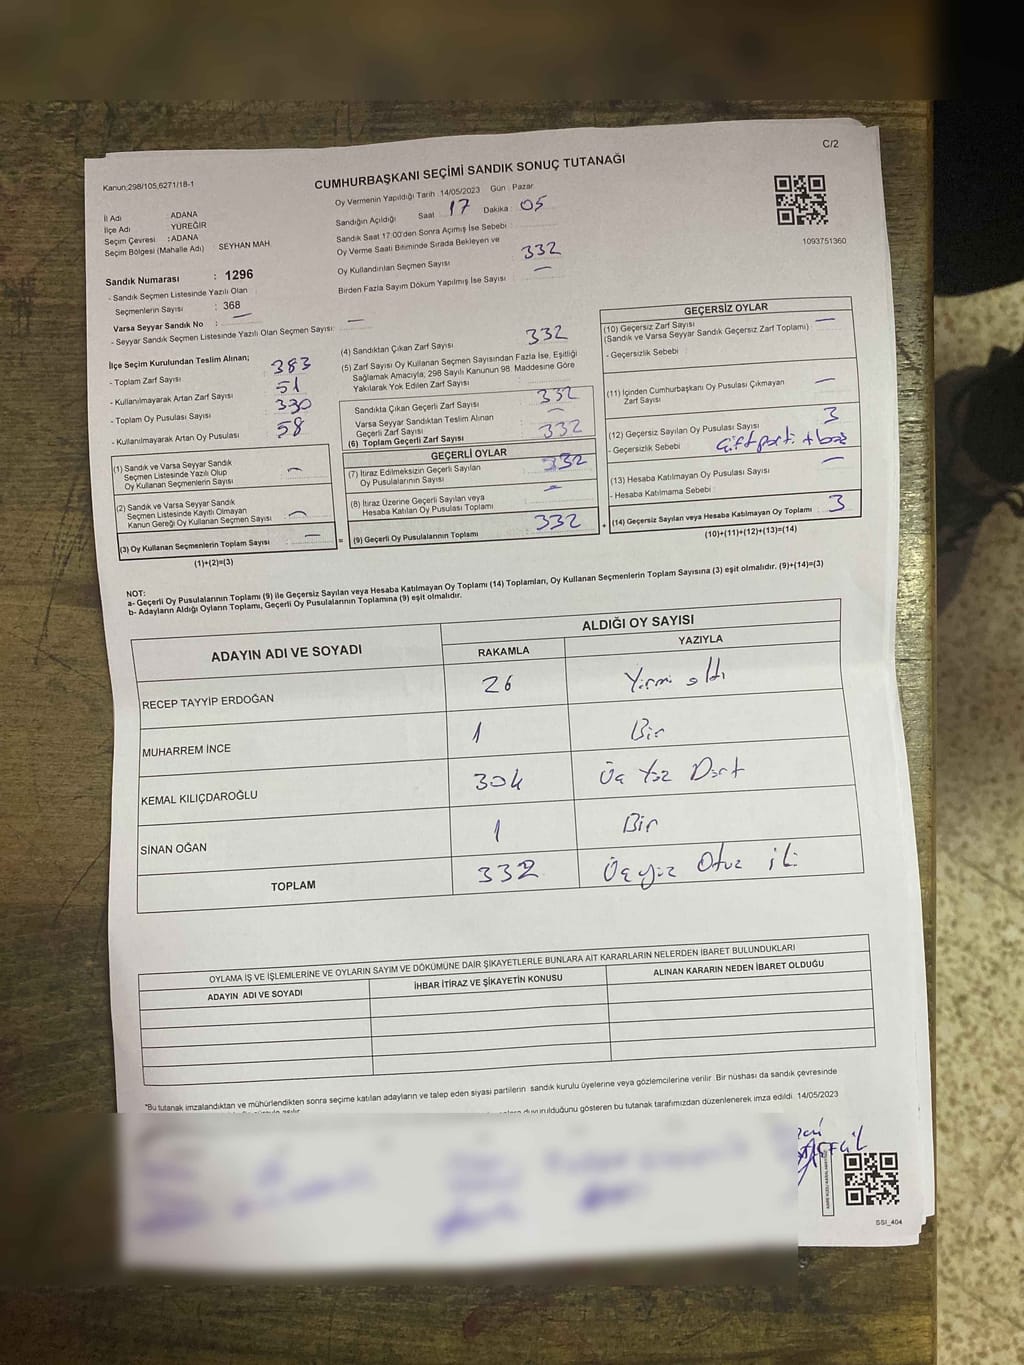 C/2
Kanun;298/105,6271/18-1
CUMHURBAŞKANI SEÇİMİ SANDIK SONUÇ TUTANAĞI
Oy Vermenin Yapıldığı Tarih :14/05/2023 Gün : Pazar
İl Adı ADANA
İlçe Adı YÜREĞİR
Seçim Çevresi :ADANA
Seçim Bölgesi (Mahalle Adı) SEYHAN MAH
Sandığın Açıldığı Saat 17 Dakika : 05
Sandık Saat 17:00'den Sonra Açımış İse Sebebi :
Oy Verme Saati Bitiminde Sırada Bekleyen ve
Oy Kullandırılan Seçmen Sayısı 332
Birden Fazla Sayım Döküm Yapılmış İse Sayısı —
1093751360
Sandık Numarası : 1296
- Sandık Seçmen Listesinde Yazılı Olan
Seçmenlerin Sayısı : 368
Varsa Seyyar Sandık No : —
- Seyyar Sandık Seçmen Listesinde Yazılı Olan Seçmen Sayısı: —
İlçe Seçim Kurulundan Teslim Alınan;
- Toplam Zarf Sayısı : 383
- Kullanılmayarak Artan Zarf Sayısı : 51
- Toplam Oy Pusulası Sayısı : 330
- Kullanılmayarak Artan Oy Pusulası : 58
(1) Sandık ve Varsa Seyyar Sandık
Seçmen Listesinde Yazılı Olup
Oy Kullanan Seçmenlerin Sayısı : —
(2) Sandık ve Varsa Seyyar Sandık
Seçmen Listesinde Kayıtlı Olmayan
Kanun Gereği Oy Kullanan Seçmen Sayısı : —
(3) Oy Kullanan Seçmenlerin Toplam Sayısı : —
(1)+(2)=(3)
(4) Sandıktan Çıkan Zarf Sayısı 332
(5) Zarf Sayısı Oy Kullanan Seçmen Sayısından Fazla İse, Eşitliği
Sağlamak Amacıyla; 298 Sayılı Kanunun 98. Maddesine Göre
Yakılarak Yok Edilen Zarf Sayısı
Sandıkta Çıkan Geçerli Zarf Sayısı 332
Varsa Seyyar Sandıktan Teslim Alınan
Geçerli Zarf Sayısı —
(6) Toplam Geçerli Zarf Sayısı 332
GEÇERLİ OYLAR
(7) İtiraz Edilmeksizin Geçerli Sayılan
Oy Pusulalarının Sayısı 332
(8) İtiraz Üzerine Geçerli Sayılan veya
Hesaba Katılan Oy Pusulası Toplamı —
= (9) Geçerli Oy Pusulalarının Toplamı 332 +
GEÇERSİZ OYLAR
(10) Geçersiz Zarf Sayısı —
(Sandık ve Varsa Seyyar Sandık Geçersiz Zarf Toplamı)
- Geçersizlik Sebebi :
(11) İçinden Cumhurbaşkanı Oy Pusulası Çıkmayan
Zarf Sayısı —
(12) Geçersiz Sayılan Oy Pusulası Sayısı 3
- Geçersizlik Sebebi : Çift parti +
(13) Hesaba Katılmayan Oy Pusulası Sayısı —
- Hesaba Katılmama Sebebi :
(14) Geçersiz Sayılan veya Hesaba Katılmayan Oy Toplamı 3
(10)+(11)+(12)+(13)=(14)
NOT:
a- Geçerli Oy Pusulalarının Toplamı (9) ile Geçersiz Sayılan veya Hesaba Katılmayan Oy Toplamı (14) Toplamları, Oy Kullanan Seçmenlerin Toplam Sayısına (3) eşit olmalıdır. (9)+(14)=(3)
b- Adayların Aldığı Oyların Toplamı, Geçerli Oy Pusulalarının Toplamına (9) eşit olmalıdır.
ADAYIN ADI VE SOYADI ALDIĞI OY SAYISI
RAKAMLA YAZIYLA
RECEP TAYYİP ERDOĞAN 26 Yirmi altı
MUHARREM İNCE 1 Bir
KEMAL KILIÇDAROĞLU 304 Üç Yüz Dört
SİNAN OĞAN 1 Bir
TOPLAM 332 Üçyüz Otuz iki
OYLAMA İŞ VE İŞLEMLERİNE VE OYLARIN SAYIM VE DÖKÜMÜNE DAİR ŞİKAYETLERLE BUNLARA AİT KARARLARIN NELERDEN İBARET BULUNDUKLARI
ADAYIN ADI VE SOYADI İHBAR İTİRAZ VE ŞİKAYETİN KONUSU ALINAN KARARIN NEDEN İBARET OLDUĞU
*Bu tutanak imzalandıktan ve mühürlendikten sonra seçime katılan adayların ve talep eden siyasi partilerin sandık kurulu üyelerine veya gözlemcilerine verilir. Bir nüshası da sandık çevresinde
duyurulduğunu gösteren bu tutanak tarafımızdan düzenlenerek imza edildi. 14/05/2023
SSI_404